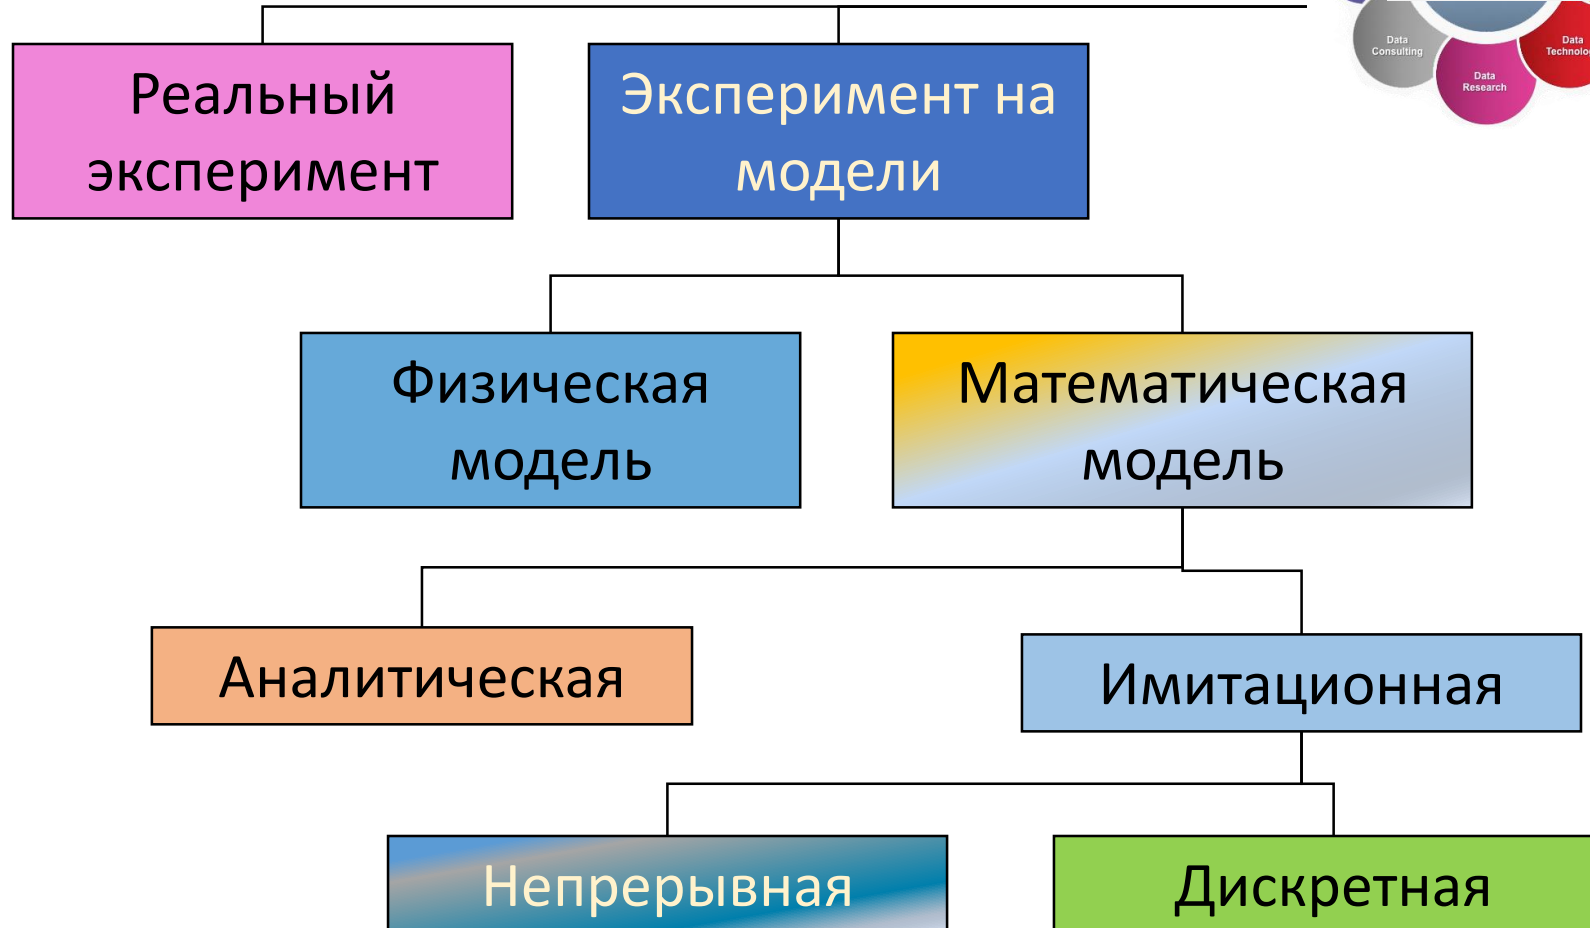 Data
Consulting
Data
Research
Data
Реальный
эксперимент
Эксперимент на
модели
Физическая
модель
Математическая
модель
Аналитическая
Имитационная
Непрерывная
Дискретная